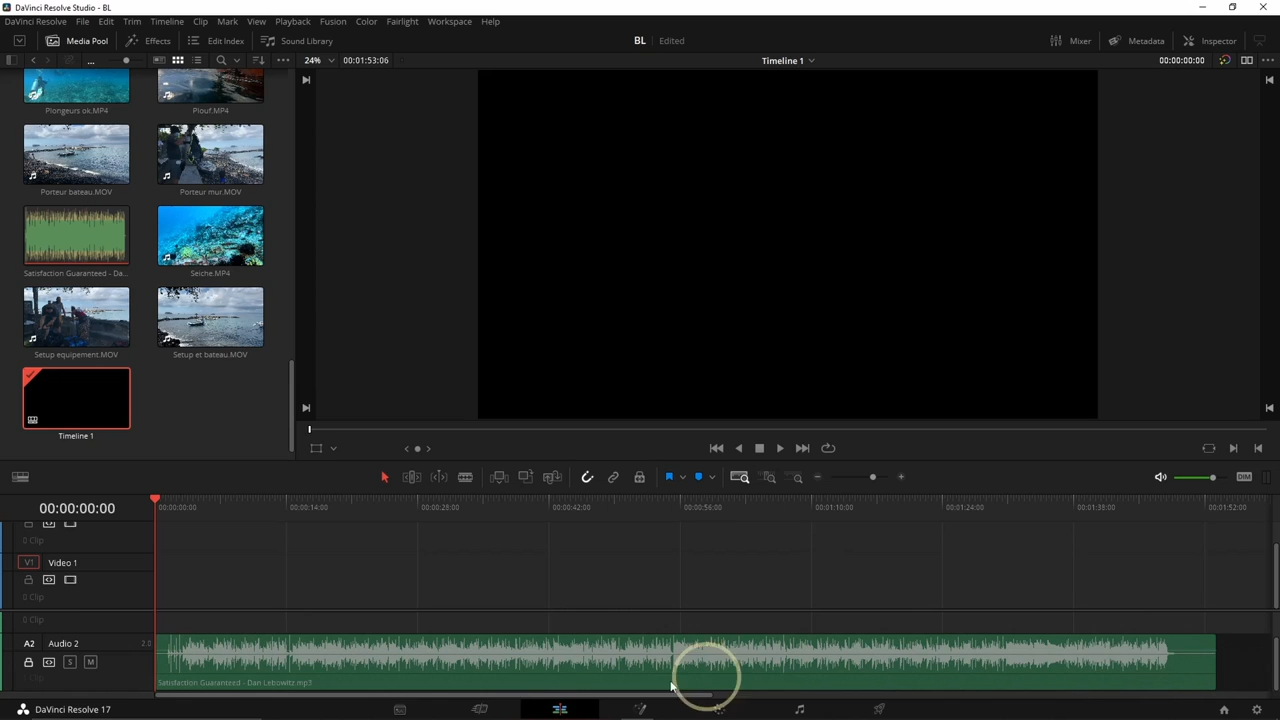 DaVinci Resolve Studio - BL
DaVinci Resolve File Edit Trim Timeline Clip Mark View Playback Fusion Color Fairlight Workspace Help
Media Pool Effects Edit Index Sound Library BL Edited Mixer Metadata Inspector
... 24% 00:01:53:06 Timeline 1 00:00:00:00
Plongeurs ok.MP4 Plouf.MP4
Porteur bateau.MOV Porteur mur.MOV
Satisfaction Guaranteed - Da... Seiche.MP4
Setup equipement.MOV Setup et bateau.MOV
Timeline 1
DIM
00:00:00:00 00:00:00:00 00:00:14:00 00:00:28:00 00:00:42:00 00:00:56:00 00:01:10:00 00:01:24:00 00:01:38:00 00:01:52:00
0 Clip
V1 Video 1
0 Clip
0 Clip
A2 Audio 2 2.0
S M
1 Clip
Satisfaction Guaranteed - Dan Lebowitz.mp3
DaVinci Resolve 17